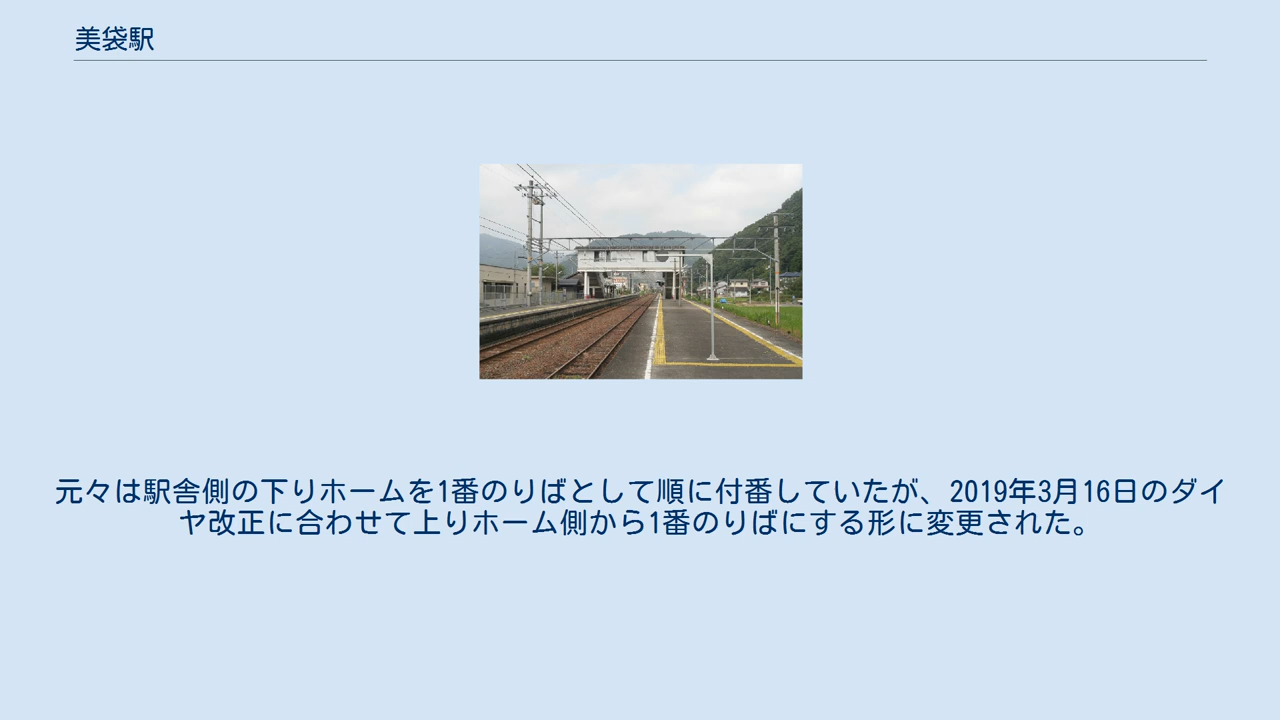 美袋駅
元々は駅舎側の下りホームを1番のりばとして順に付番していたが、2019年3月16日のダイ
ヤ改正に合わせて上りホーム側から1番のりばにする形に変更された。